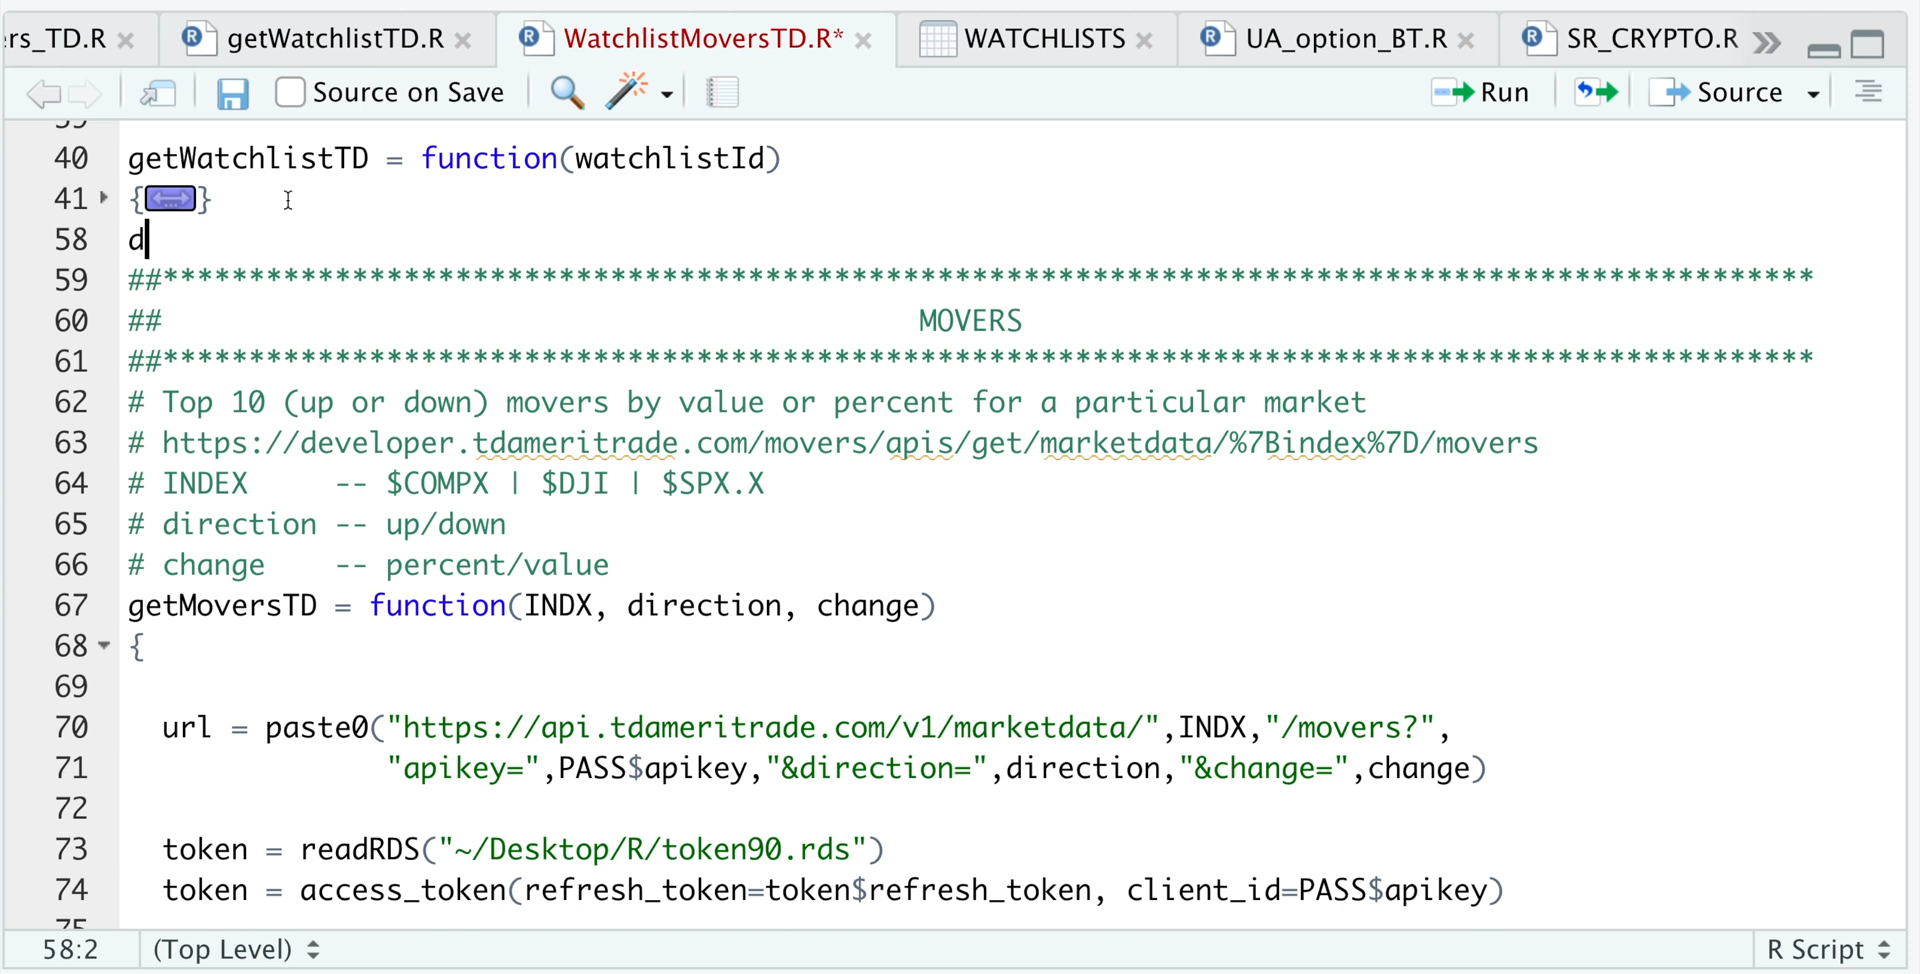 rs_TD.R getWatchlistTD.R WatchlistMoversTD.R* WATCHLISTS UA_option_BT.R SR_CRYPTO.R
Source on Save Run Source
40 getWatchlistTD = function(watchlistId)
41 {}
58 d
59 ##************************************************************************************************
60 ## MOVERS
61 ##************************************************************************************************
62 # Top 10 (up or down) movers by value or percent for a particular market
63 # https://developer.tdameritrade.com/movers/apis/get/marketdata/%7Bindex%7D/movers
64 # INDEX -- $COMPX | $DJI | $SPX.X
65 # direction -- up/down
66 # change -- percent/value
67 getMoversTD = function(INDX, direction, change)
68 {
69
70 url = paste0("https://api.tdameritrade.com/v1/marketdata/",INDX,"/movers?",
71 "apikey=",PASS$apikey,"&direction=",direction,"&change=",change)
72
73 token = readRDS("~/Desktop/R/token90.rds")
74 token = access_token(refresh_token=token$refresh_token, client_id=PASS$apikey)
58:2 (Top Level) R Script